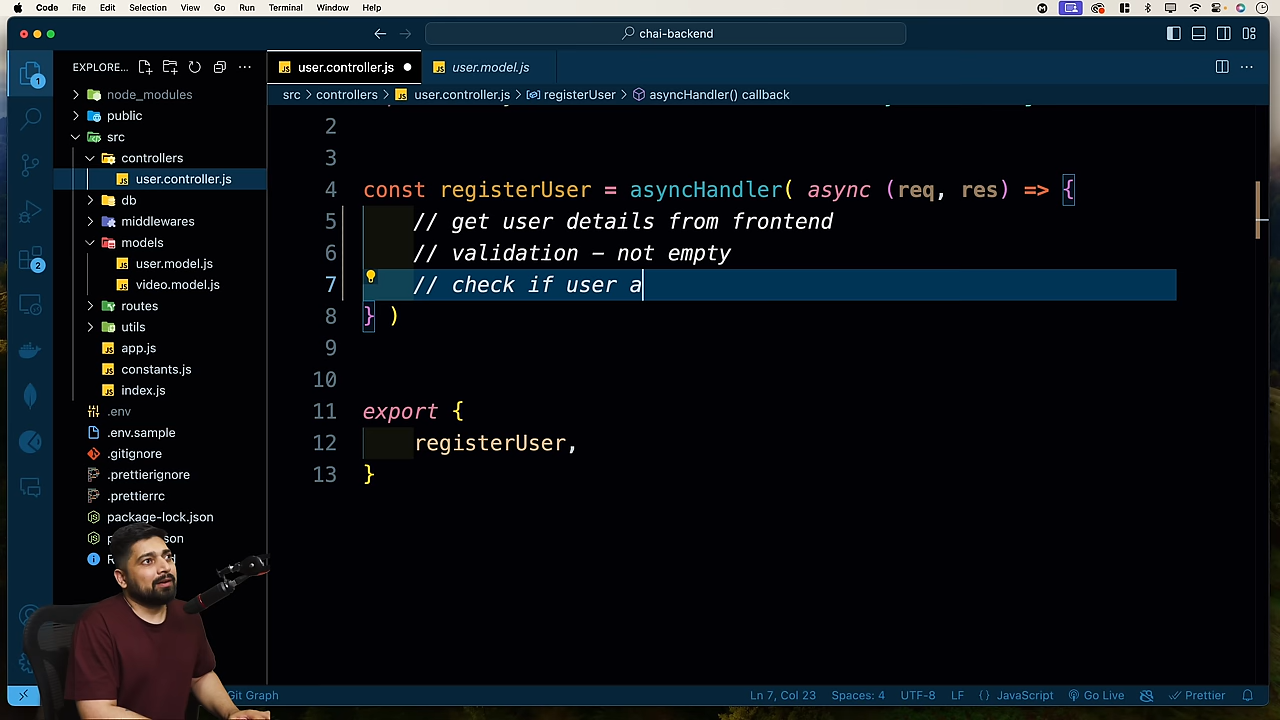 Code File Edit Selection View Go Run Terminal Window Help
chai-backend
EXPLORE...
user.controller.js
user.model.js
src > controllers > user.controller.js > registerUser > asyncHandler() callback
node_modules
public
src
controllers
user.controller.js
db
middlewares
models
user.model.js
video.model.js
routes
utils
app.js
constants.js
index.js
.env
.env.sample
.gitignore
.prettierignore
.prettierrc
package-lock.json
1
2
2
3
4 const registerUser = asyncHandler( async (req, res) => {
5 // get user details from frontend
6 // validation - not empty
7 // check if user a
8 } )
9
10
11 export {
12 registerUser,
13 }
Git Graph
Ln 7, Col 23 Spaces: 4 UTF-8 LF {} JavaScript Go Live Prettier